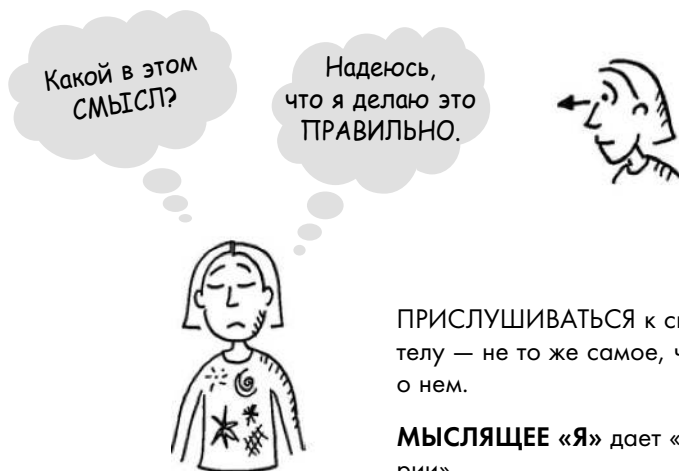 Какой в этом
СМЫСЛ?
Надеюсь,
что я делаю это
ПРАВИЛЬНО.
ПРИСЛУШИВАТЬСЯ к
телу — не то же самое,
о нем.
МЫСЛЯЩЕЕ «Я» дает